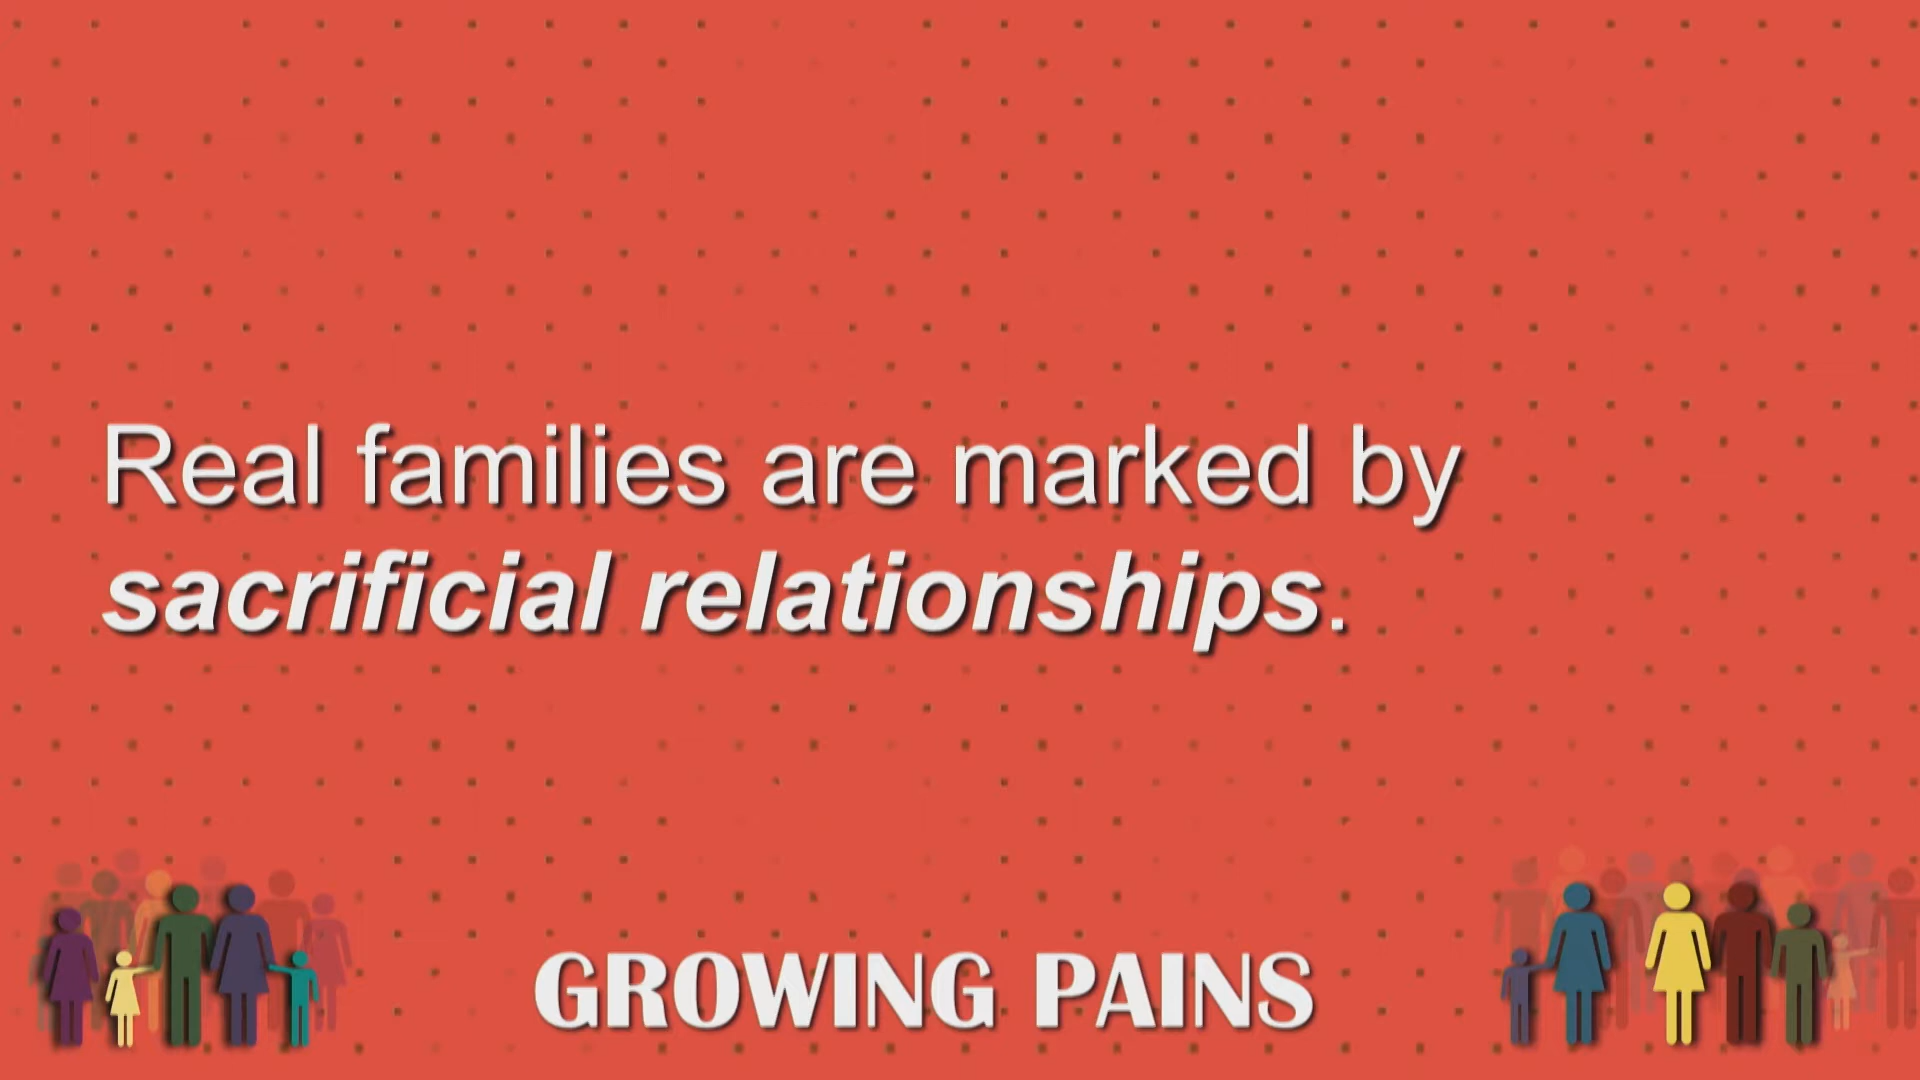 Real families are marked by
sacrificial relationships.
GROWING PAINS